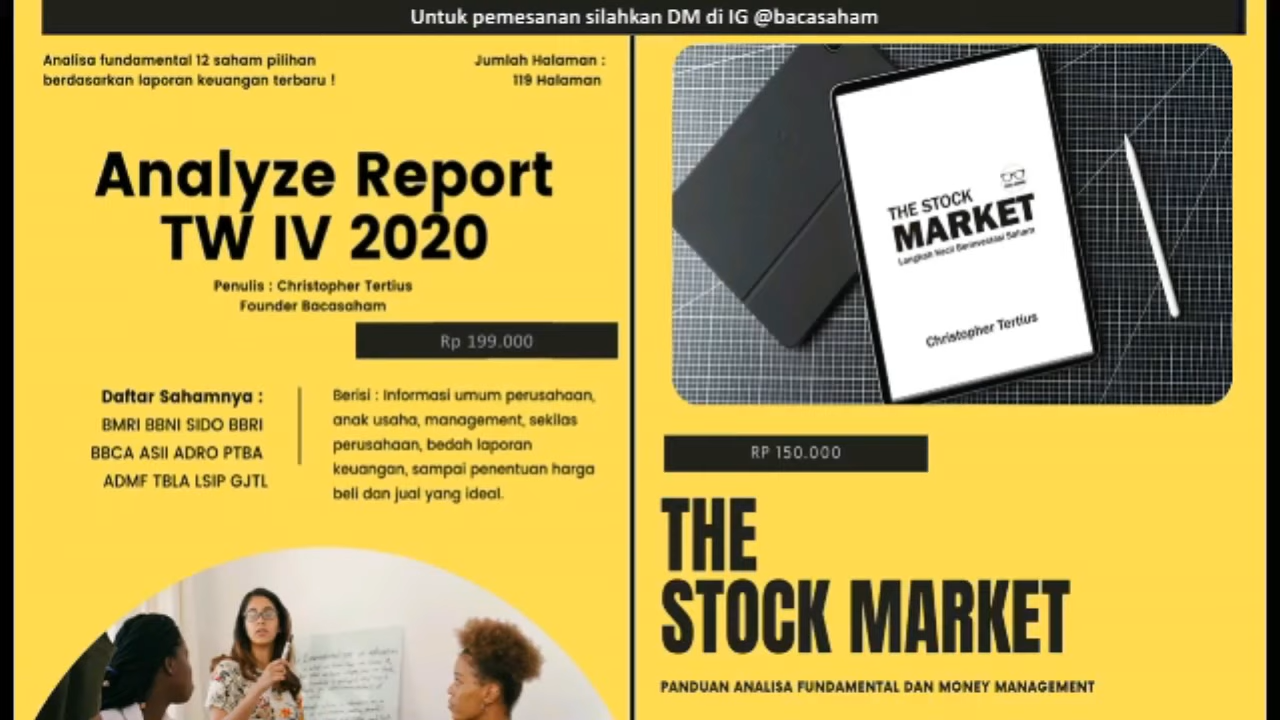 Untuk pemesanan silahkan DM di IG @bacasaham
Analisa fundamental 12 saham pilihan
berdasarkan laporan keuangan terbaru !
Jumlah Halaman :
119 Halaman
Analyze Report
TW IV 2020
Penulis : Christopher Tertius
Founder Bacasaham
Rp 199.000
Daftar Sahamnya :
BMRI BBNI SIDO BBRI
BBCA ASII ADRO PTBA
ADMF TBLA LSIP GJTL
Berisi : Informasi umum perusahaan,
anak usaha, management, sekilas
perusahaan, bedah laporan
keuangan, sampai penentuan harga
beli dan jual yang ideal.
THE STOCK
MARKET
Langkah Kecil Berinvestasi Saham
Christopher Tertius
RP 150.000
THE
STOCK MARKET
PANDUAN ANALISA FUNDAMENTAL DAN MONEY MANAGEMENT